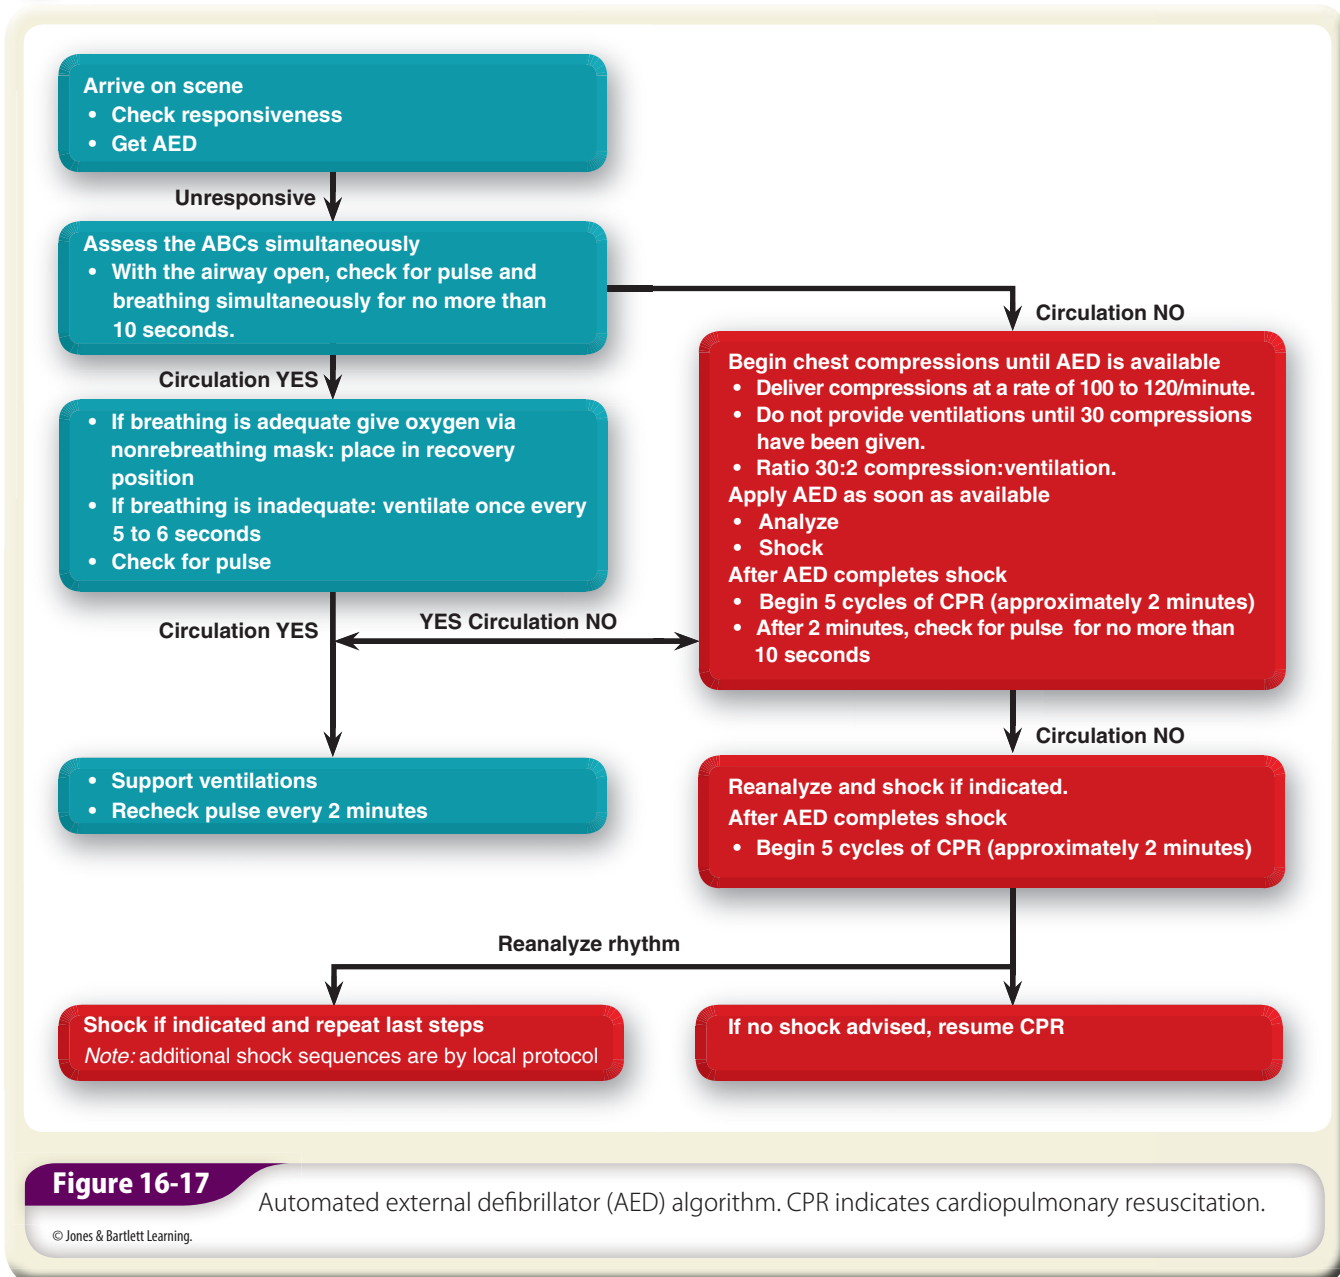 Arrive on scene
• Check responsiveness
• Get AED
Unresponsive
Assess the ABCs simultaneously
• With the airway open, check for pulse and
breathing simultaneously for no more than
10 seconds.
Circulation YES
• If breathing is adequate give oxygen via
nonrebreathing mask: place in recovery
position
• If breathing is inadequate: ventilate once every
5 to 6 seconds
• Check for pulse
Circulation NO
Begin chest compressions until AED is available
• Deliver compressions at a rate of 100 to 120/minute.
• Do not provide ventilations until 30 compressions
have been given.
• Ratio 30:2 compression:ventilation.
Apply AED as soon as available
• Analyze
• Shock
After AED completes shock
• Begin 5 cycles of CPR (approximately 2 minutes)
• After 2 minutes, check for pulse for no more than
10 seconds
Circulation YES
YES Circulation NO
• Support ventilations
• Recheck pulse every 2 minutes
Circulation NO
Reanalyze and shock if indicated.
After AED completes shock
• Begin 5 cycles of CPR (approximately 2 minutes)
Reanalyze rhythm
Shock if indicated and repeat last steps
Note: additional shock sequences are by local protocol
If no shock advised, resume CPR
Figure 16-17
Automated external defibrillator (AED) algorithm. CPR indicates cardiopulmonary resuscitation.
© Jones & Bartlett Learning.